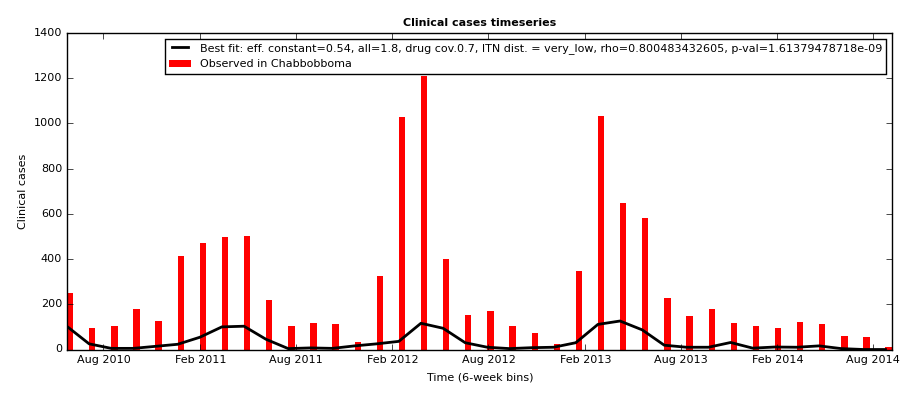 Clinical cases timeseries
Best fit: eff. constant=0.54, all=1.8, drug cov.0.7, ITN dist. = very_low, rho=0.800483432605, p-val=1.61379478718e-09
Observed in Chabbobboma
1400
1200
1000
800
600
400
200
0
Clinical cases
Aug 2010 Feb 2011 Aug 2011 Feb 2012 Aug 2012 Feb 2013 Aug 2013 Feb 2014 Aug 2014
Time (6-week bins)